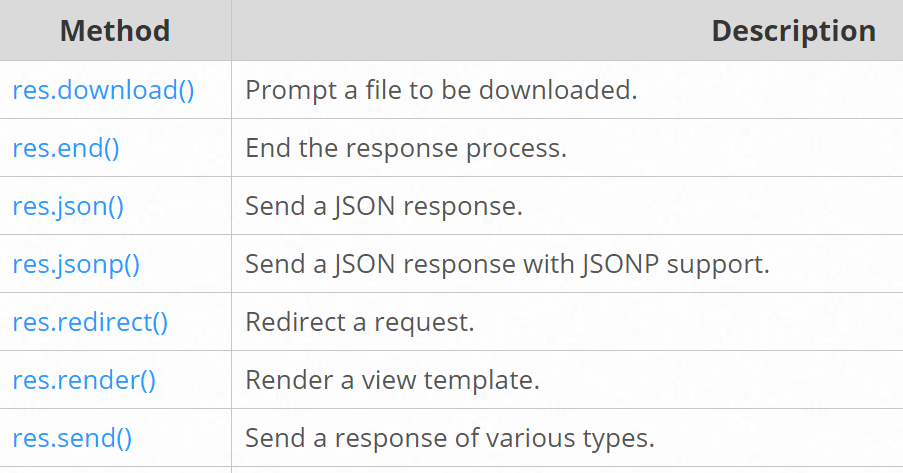 Method Description
res.download() Prompt a file to be downloaded.
res.end() End the response process.
res.json() Send a JSON response.
res.jsonp() Send a JSON response with JSONP support.
res.redirect() Redirect a request.
res.render() Render a view template.
res.send() Send a response of various types.